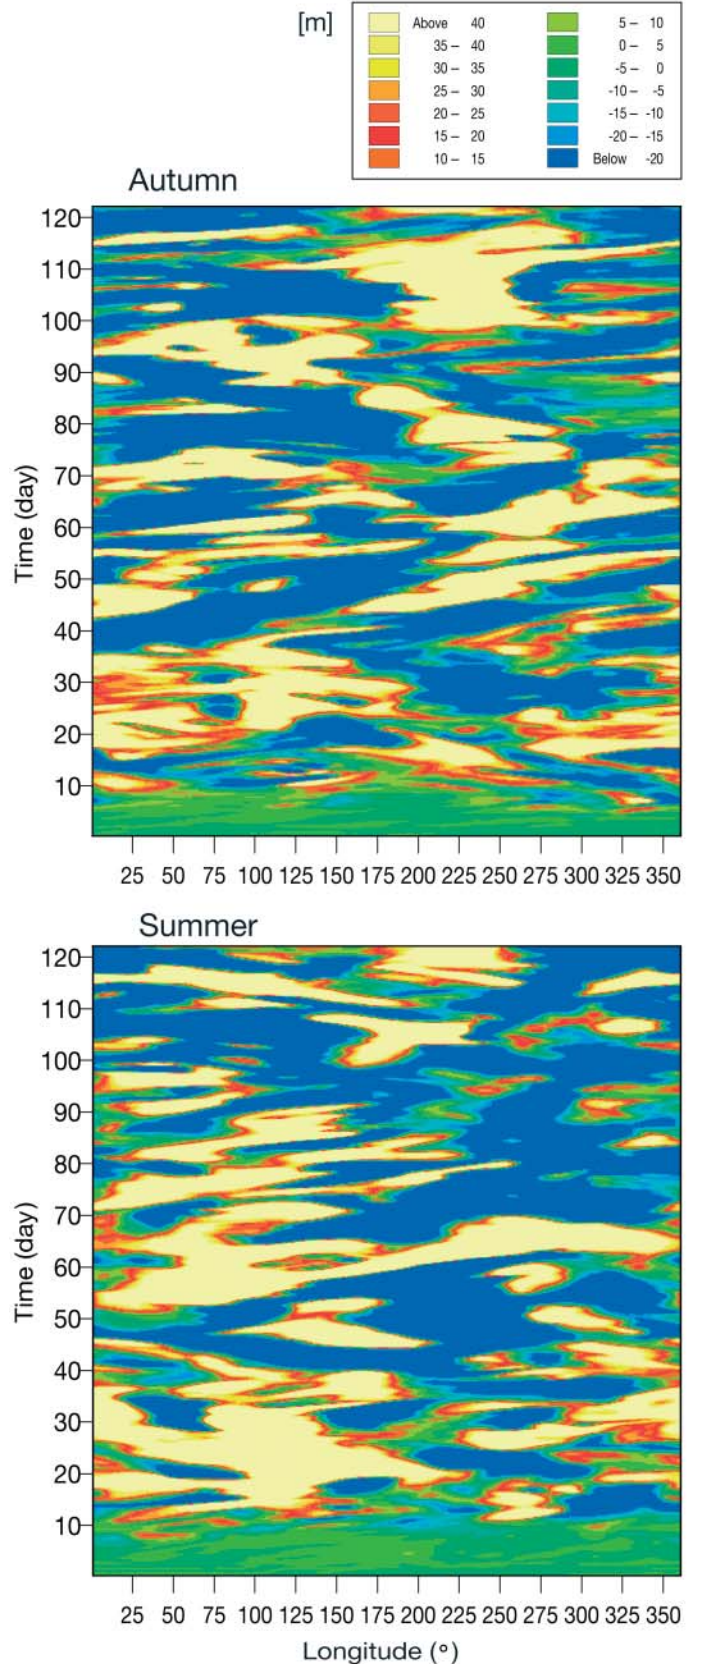 [m]
Above 40
35 – 40
30 – 35
25 – 30
20 – 25
15 – 20
10 – 15
5 – 10
0 – 5
-5 – 0
-10 – -5
-15 – -10
-20 – -15
Below -20
Autumn
Time (day)
120
110
100
90
80
70
60
50
40
30
20
10
25 50 75 100 125 150 175 200 225 250 275 300 325 350
Summer
Time (day)
120
110
100
90
80
70
60
50
40
30
20
10
25 50 75 100 125 150 175 200 225 250 275 300 325 350
Longitude (°)